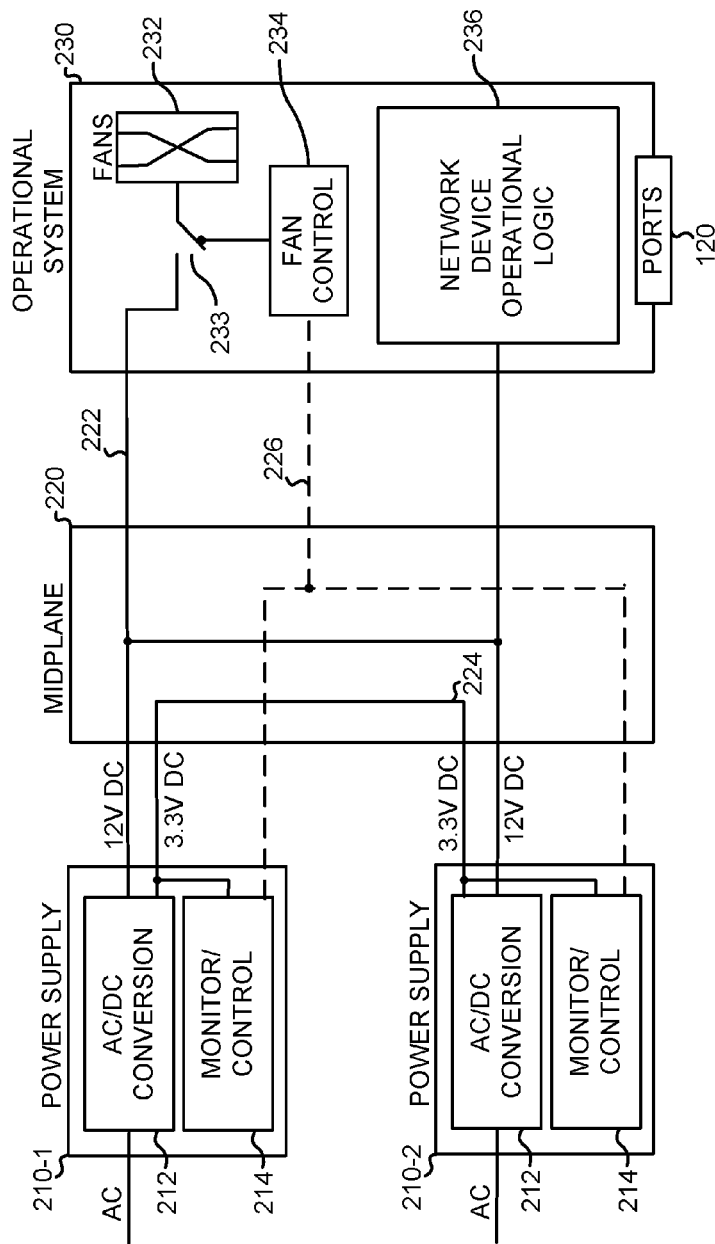 210-1
POWER SUPPLY
AC
AC/DC
CONVERSION
212
MONITOR/
CONTROL
214
12V DC
3.3V DC
210-2
POWER SUPPLY
AC
AC/DC
CONVERSION
212
MONITOR/
CONTROL
214
3.3V DC
12V DC
MIDPLANE
220
224
222
226
OPERATIONAL
SYSTEM
230
FANS
232
233
FAN
CONTROL
234
NETWORK
DEVICE
OPERATIONAL
LOGIC
236
PORTS
120